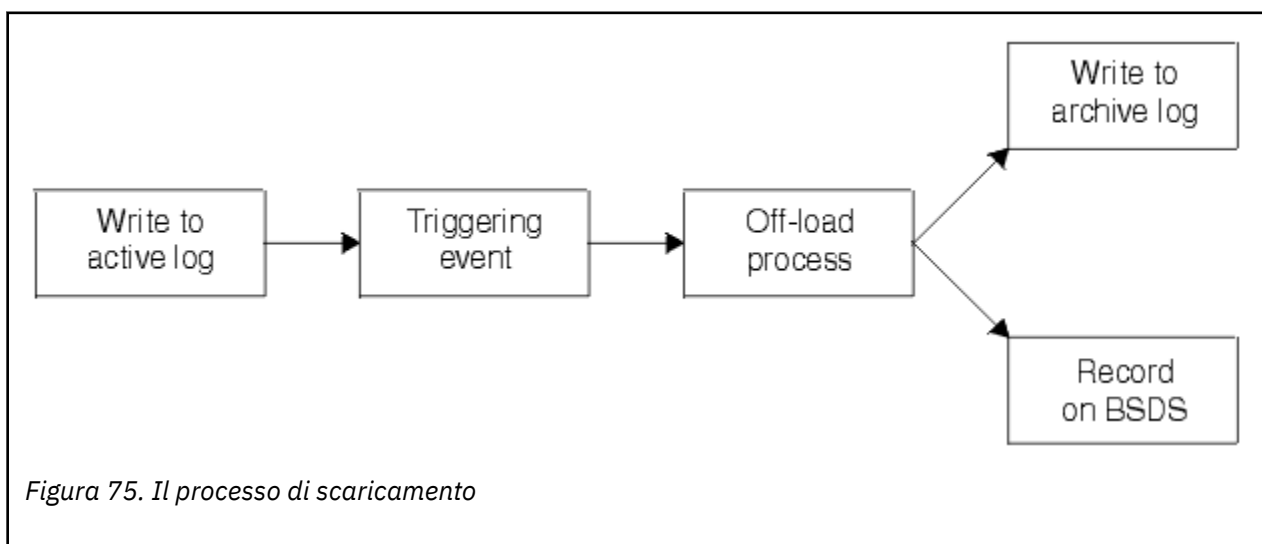 Write to
active log
Triggering
event
Off-load
process
Write to
archive log
Record
on BSDS
Figura 75. Il processo di scaricamento